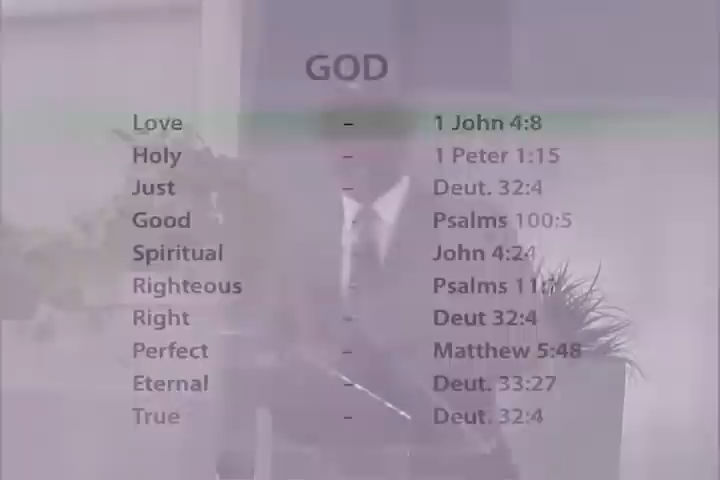 GOD
Love - 1 John 4:8
Holy - 1 Peter 1:15
Just - Deut. 32:4
Good - Psalms 100:5
Spiritual - John 4:24
Righteous - Psalms 11:7
Right - Deut 32:4
Perfect - Matthew 5:48
Eternal - Deut. 33:27
True - Deut. 32:4